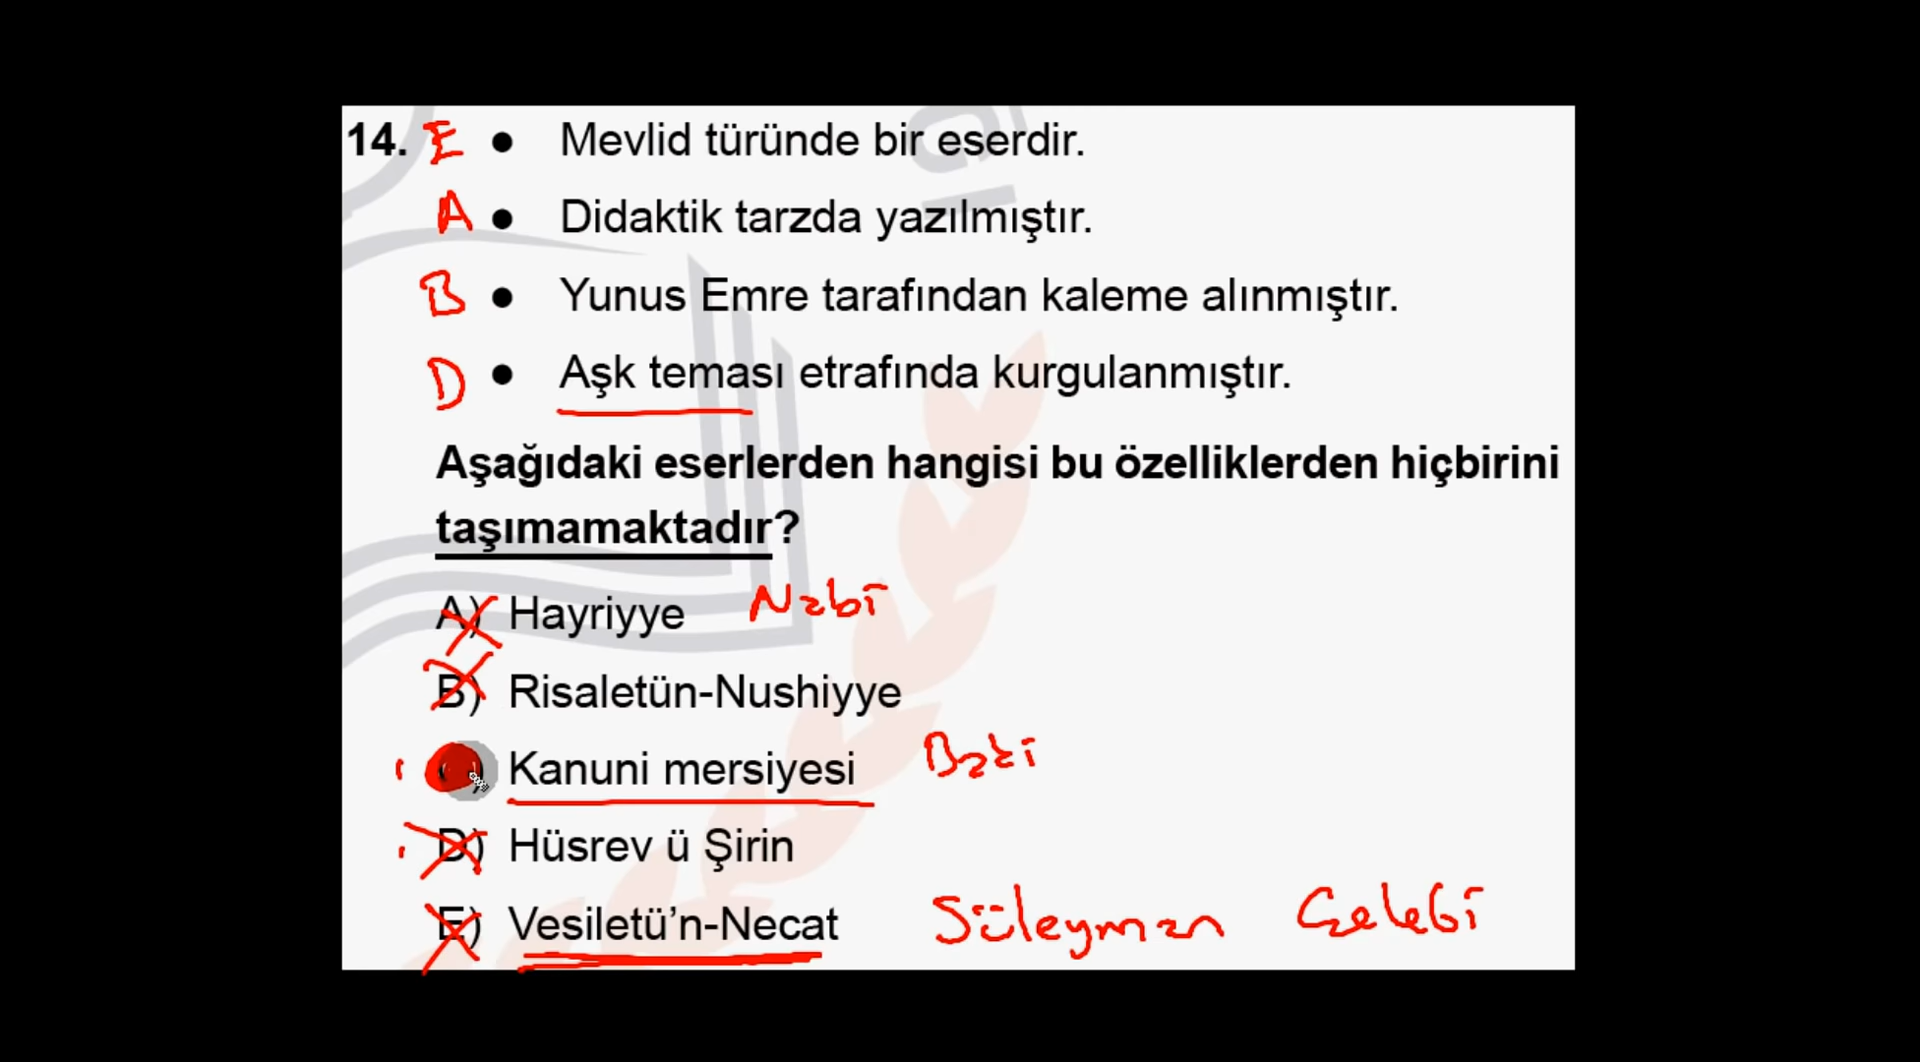 14. E • Mevlid türünde bir eserdir.
A • Didaktik tarzda yazılmıştır.
B • Yunus Emre tarafından kaleme alınmıştır.
D • Aşk teması etrafında kurgulanmıştır.
Aşağıdaki eserlerden hangisi bu özelliklerden hiçbirini
taşımamaktadır?
A) Hayriyye Nabî
B) Risaletün-Nushiyye
Kanuni mersiyesi Baki
D) Hüsrev ü Şirin
E) Vesiletü’n-Necat Süleyman Çelebi